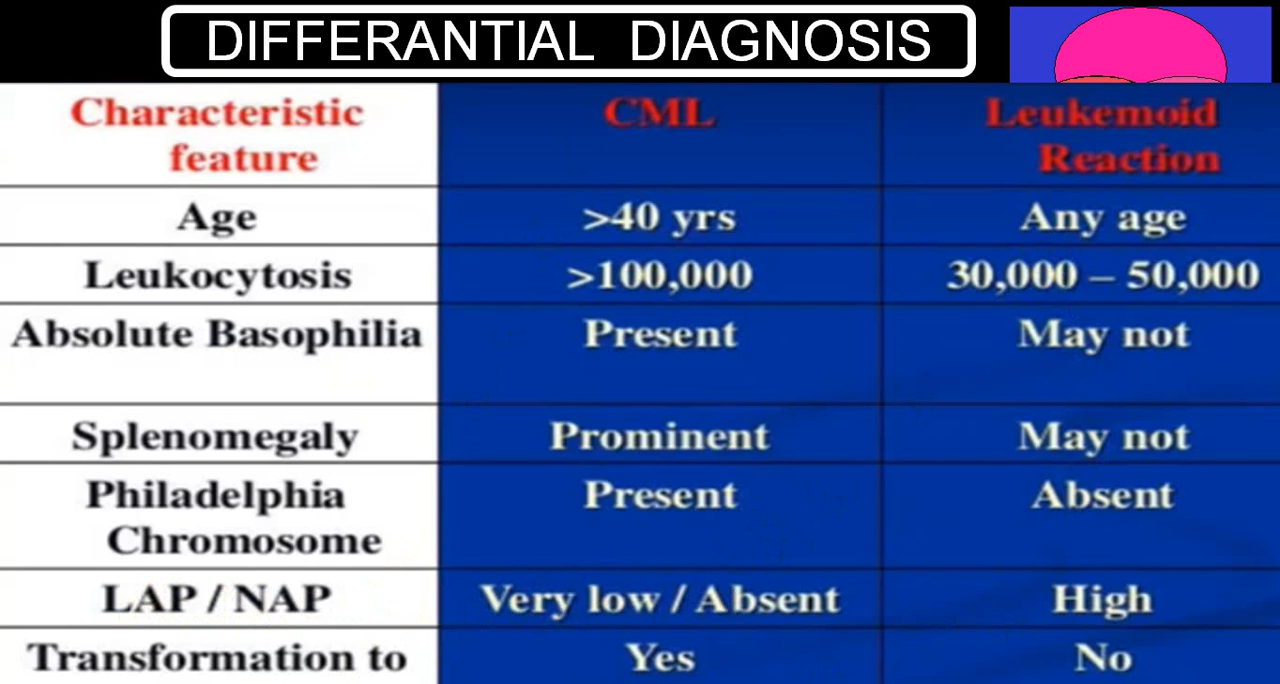 DIFFERANTIAL DIAGNOSIS
Characteristic feature CML Leukemoid Reaction
Age >40 yrs Any age
Leukocytosis >100,000 30,000 – 50,000
Absolute Basophilia Present May not
Splenomegaly Prominent May not
Philadelphia Chromosome Present Absent
LAP / NAP Very low / Absent High
Transformation to Yes No